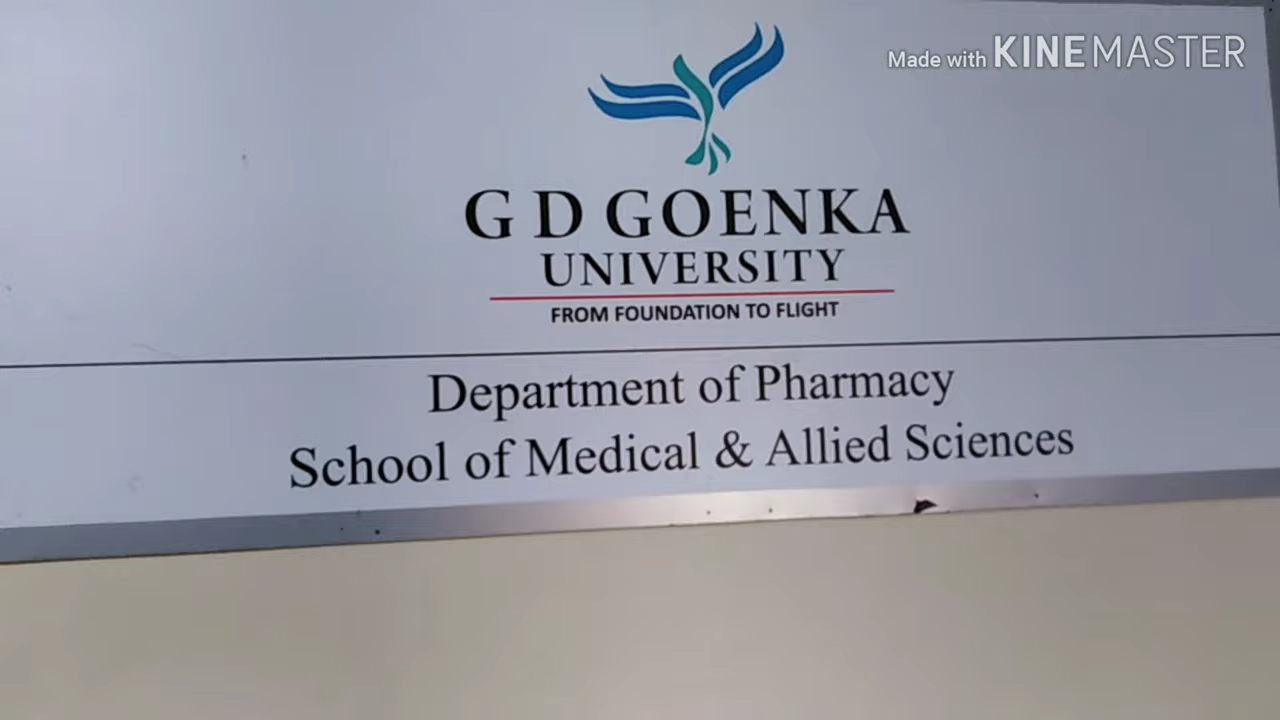 Made with KINEMASTER
G D GOENKA
UNIVERSITY
FROM FOUNDATION TO FLIGHT
Department of Pharmacy
School of Medical & Allied Sciences